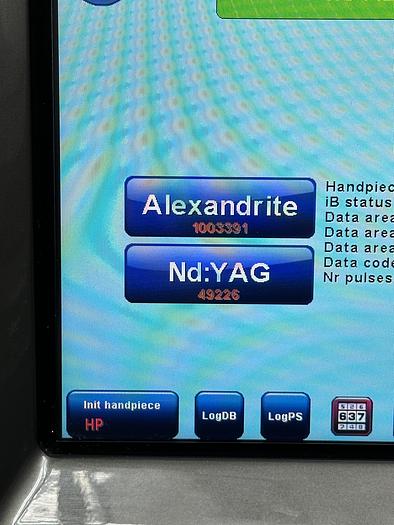 Alexandrite
1003391
Nd:YAG
49226
Handpiec
iB status
Data area
Data area
Data area
Data code
Nr pulses
Init handpiece
HP
LogDB
LogPS
637